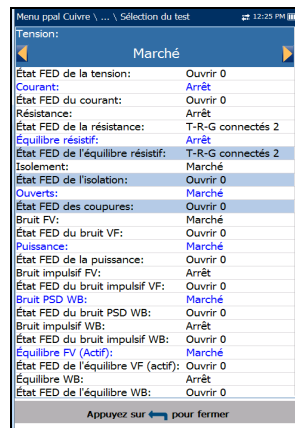 Menu ppal Cuivre \ ... \ Sélection du test 12:25 PM
Tension:
Marché
État FED de la tension: Ouvrir 0
Courant: Arrêt
État FED du courant: Ouvrir 0
Résistance: Arrêt
État FED de la résistance: T-R-G connectés 2
Équilibre résistif: Arrêt
État FED de l'équilibre résistif: T-R-G connectés 2
Isolement: Marché
État FED de l'isolation: Ouvrir 0
Ouverts: Marché
État FED des coupures: Ouvrir 0
Bruit FV: Marché
État FED du bruit VF: Ouvrir 0
Puissance: Marché
État FED de la puissance: Ouvrir 0
Bruit impulsif FV: Arrêt
État FED du bruit impulsif VF: Ouvrir 0
Bruit PSD WB: Marché
État FED du bruit PSD WB: Ouvrir 0
Bruit impulsif WB: Arrêt
État FED du bruit impulsif WB: Ouvrir 0
Équilibre FV (Actif): Marché
État FED de l'équilibre VF (actif): Ouvrir 0
Équilibre WB: Arrêt
État FED de l'équilibre WB: Ouvrir 0
Appuyez sur pour fermer